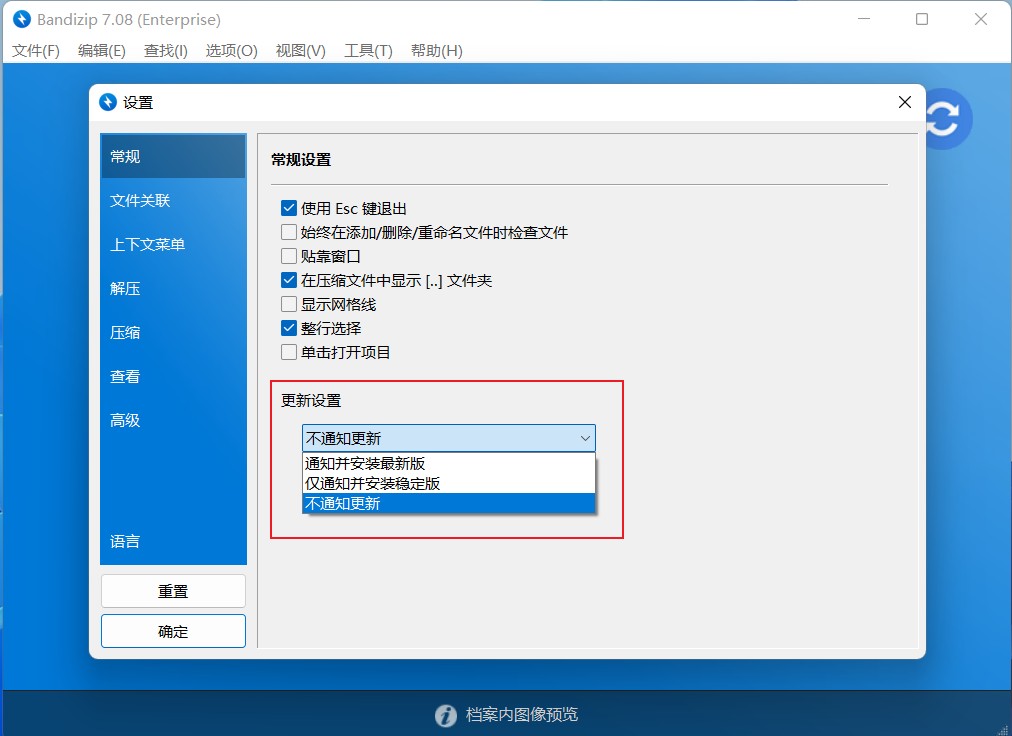 Bandizip 7.08 (Enterprise)
文件(F) 编辑(E) 查找(I) 选项(O) 视图(V) 工具(T) 帮助(H)
设置
常规
文件关联
上下文菜单
解压
压缩
查看
高级
语言
重置
确定
常规设置
使用 Esc 键退出
始终在添加/删除/重命名文件时检查文件
贴靠窗口
在压缩文件中显示 [..] 文件夹
显示网格线
整行选择
单击打开项目
更新设置
不通知更新
通知并安装最新版
仅通知并安装稳定版
不通知更新
档案内图像预览